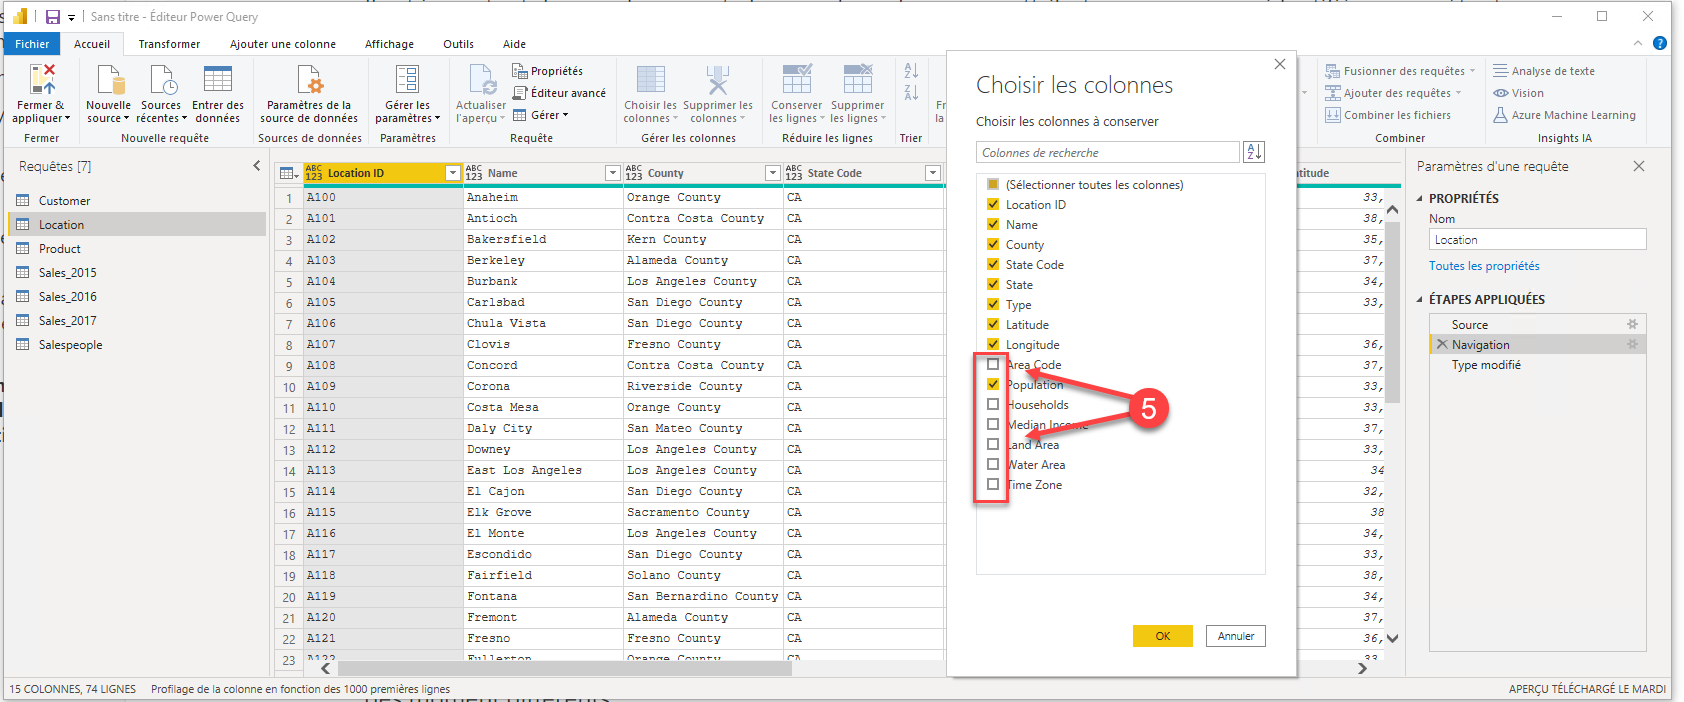 Sans titre - Éditeur Power Query
Fichier
Accueil
Transformer
Ajouter une colonne
Affichage
Outils
Aide
Fermer &
appliquer
Nouvelle
source
Sources
récentes
Entrer des
données
Paramètres de la
source de données
Gérer les
paramètres
Actualiser
l'aperçu
Propriétés
Éditeur avancé
Gérer
Choisir les
colonnes
Supprimer les
colonnes
Conserver
les lignes
Supprimer
les lignes
Fusionner des requêtes
Ajouter des requêtes
Combiner les fichiers
Analyse de texte
Vision
Azure Machine Learning
Fermer
Nouvelle requête
Sources de données
Paramètres
Requête
Gérer les colonnes
Réduire les lignes
Trier
Combiner
Insights IA
Requêtes [7]
Customer
Location
Product
Sales_2015
Sales_2016
Sales_2017
Salespeople
ABC 123 Location ID
ABC 123 Name
ABC 123 County
ABC 123 State Code
1 A100 Anaheim Orange County CA 33,
2 A101 Antioch Contra Costa County CA 38,
3 A102 Bakersfield Kern County CA 35,
4 A103 Berkeley Alameda County CA 37,
5 A104 Burbank Los Angeles County CA 34,
6 A105 Carlsbad San Diego County CA 33,
7 A106 Chula Vista San Diego County CA
8 A107 Clovis Fresno County CA 36,
9 A108 Concord Contra Costa County CA 37,
10 A109 Corona Riverside County CA 33,
11 A110 Costa Mesa Orange County CA 33,
12 A111 Daly City San Mateo County CA 37,
13 A112 Downey Los Angeles County CA 33,
14 A113 East Los Angeles Los Angeles County CA 34
15 A114 El Cajon San Diego County CA 32,
16 A115 Elk Grove Sacramento County CA 38
17 A116 El Monte Los Angeles County CA 34,
18 A117 Escondido San Diego County CA 33,
19 A118 Fairfield Solano County CA 38,
20 A119 Fontana San Bernardino County CA 34,
21 A120 Fremont Alameda County CA 37,
22 A121 Fresno Fresno County CA 36,
23 A122 Fullerton Orange County CA 33
Choisir les colonnes
Choisir les colonnes à conserver
Colonnes de recherche
(Sélectionner toutes les colonnes)
Location ID
Name
County
State Code
State
Type
Latitude
Longitude
Area Code
Population
Households
Median Income
Land Area
Water Area
Time Zone
5
OK
Annuler
Paramètres d'une requête
PROPRIÉTÉS
Nom
Location
Toutes les propriétés
ÉTAPES APPLIQUÉES
Source
Navigation
Type modifié
15 COLONNES, 74 LIGNES
Profilage de la colonne en fonction des 1000 premières lignes
APERÇU TÉLÉCHARGÉ LE MARDI